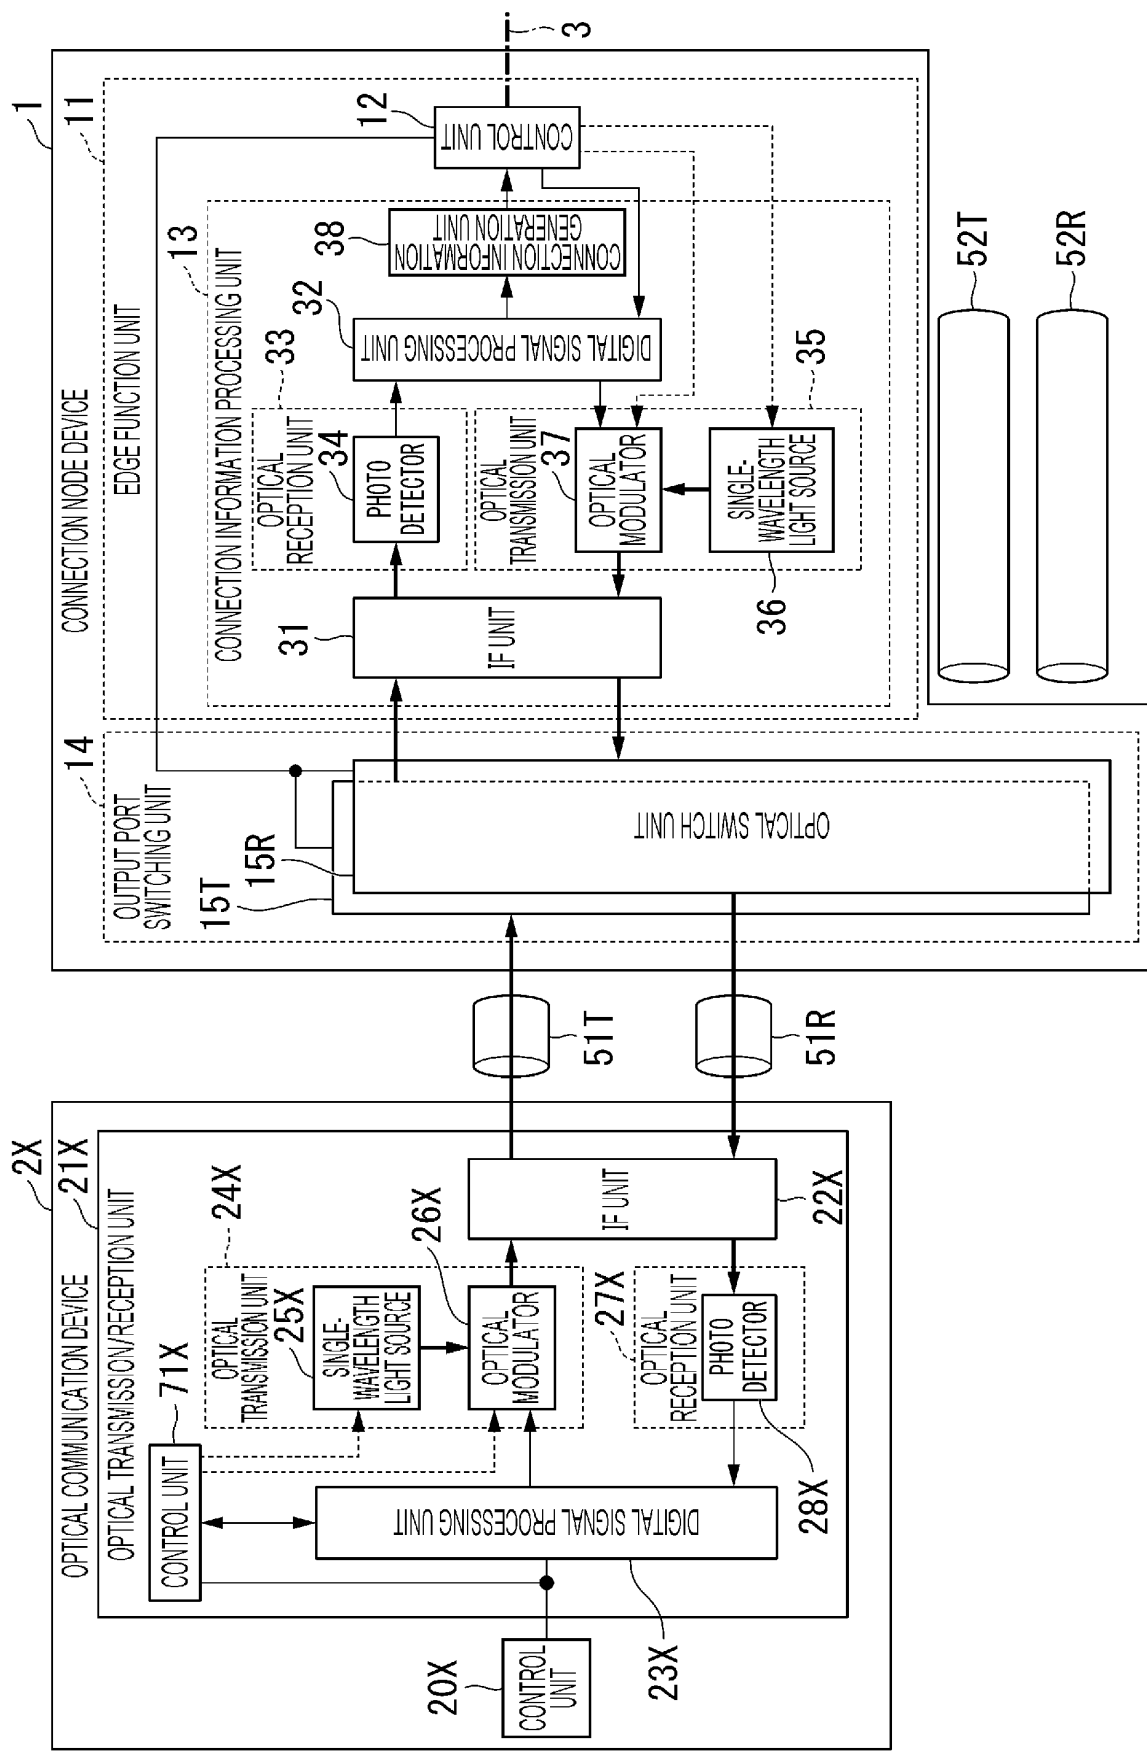 1
CONNECTION NODE DEVICE
11
EDGE FUNCTION UNIT
13
CONNECTION INFORMATION PROCESSING UNIT
3
12
CONTROL UNIT
38
CONNECTION INFORMATION
GENERATION UNIT
32
DIGITAL SIGNAL PROCESSING UNIT
33
OPTICAL
RECEPTION UNIT
34
PHOTO
DETECTOR
35
OPTICAL
TRANSMISSION UNIT
37
OPTICAL
MODULATOR
SINGLE-
WAVELENGTH
LIGHT SOURCE
36
31
IF UNIT
14
OUTPUT PORT
SWITCHING UNIT
15T
15R
OPTICAL SWITCH UNIT
52T
52R
51T
51R
2X
OPTICAL COMMUNICATION DEVICE
21X
OPTICAL TRANSMISSION/RECEPTION UNIT
71X
CONTROL UNIT
24X
OPTICAL
TRANSMISSION UNIT
25X
SINGLE-
WAVELENGTH
LIGHT SOURCE
26X
OPTICAL
MODULATOR
IF UNIT
22X
27X
OPTICAL
RECEPTION UNIT
PHOTO
DETECTOR
28X
DIGITAL SIGNAL PROCESSING UNIT
23X
20X
CONTROL
UNIT